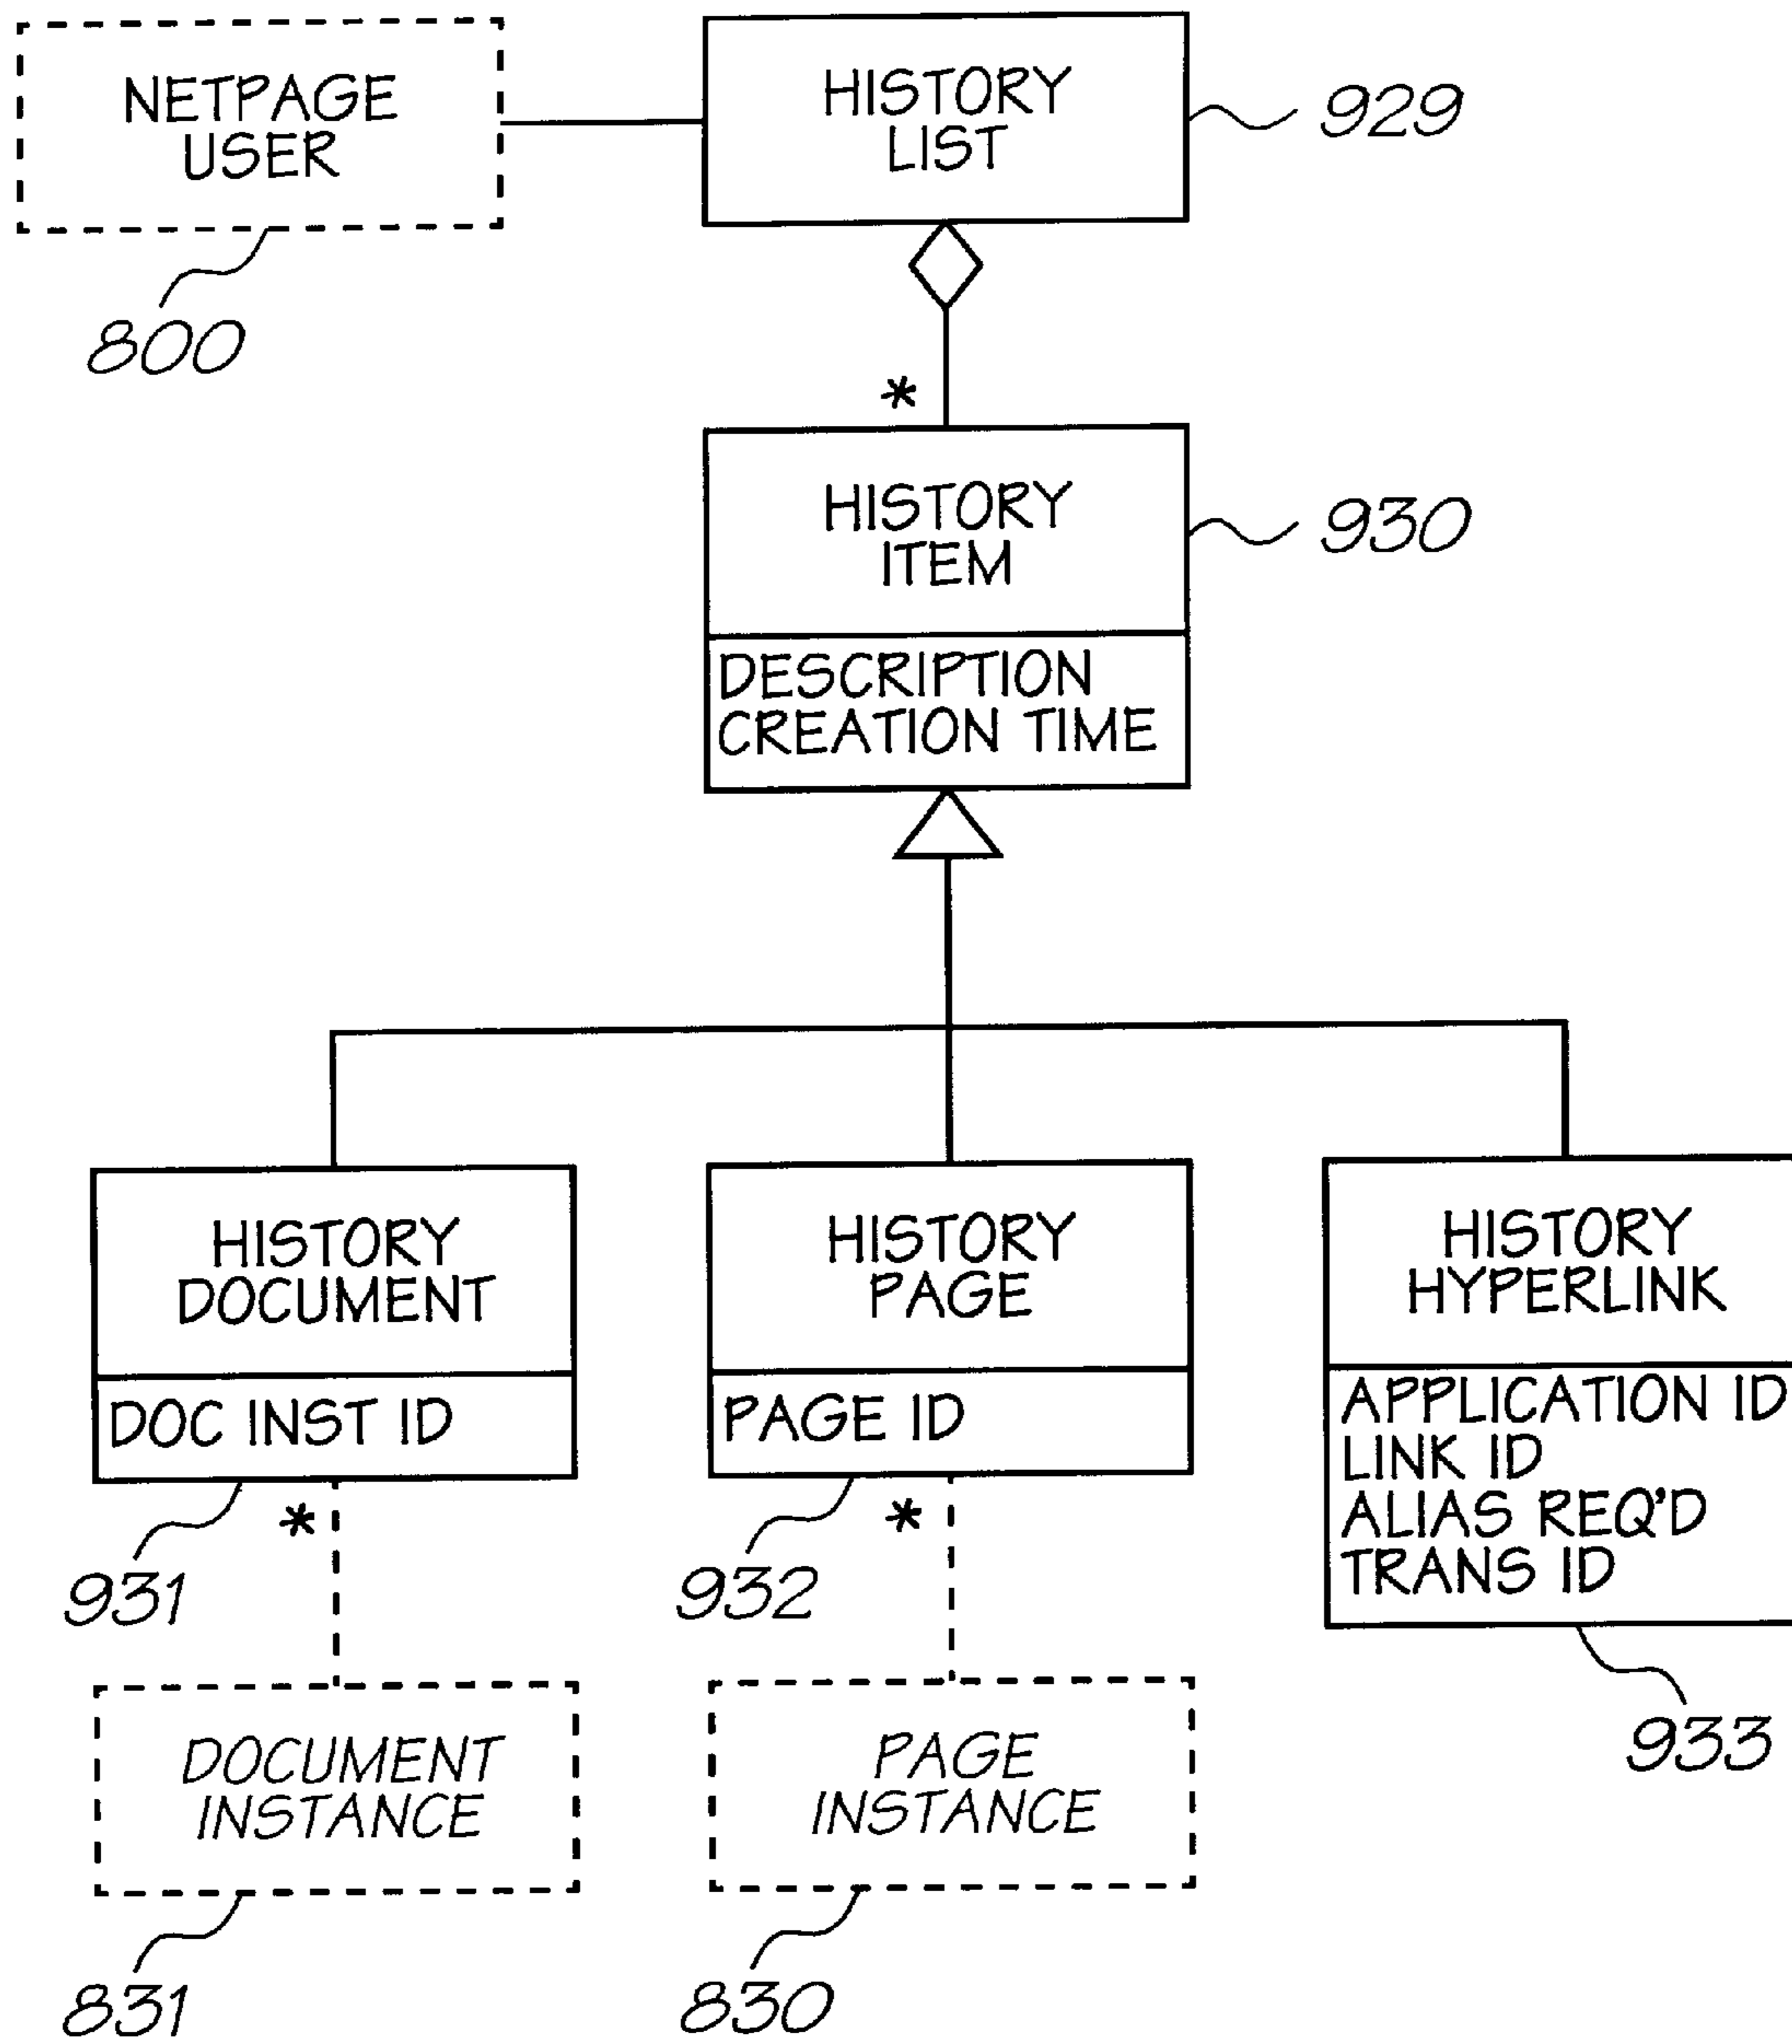 NETPAGE
USER
800
HISTORY
LIST
929
*
HISTORY
ITEM
930
DESCRIPTION
CREATION TIME
HISTORY
DOCUMENT
DOC INST ID
931
*
HISTORY
PAGE
PAGE ID
932
*
HISTORY
HYPERLINK
APPLICATION ID
LINK ID
ALIAS REQ'D
TRANS ID
933
DOCUMENT
INSTANCE
831
PAGE
INSTANCE
830